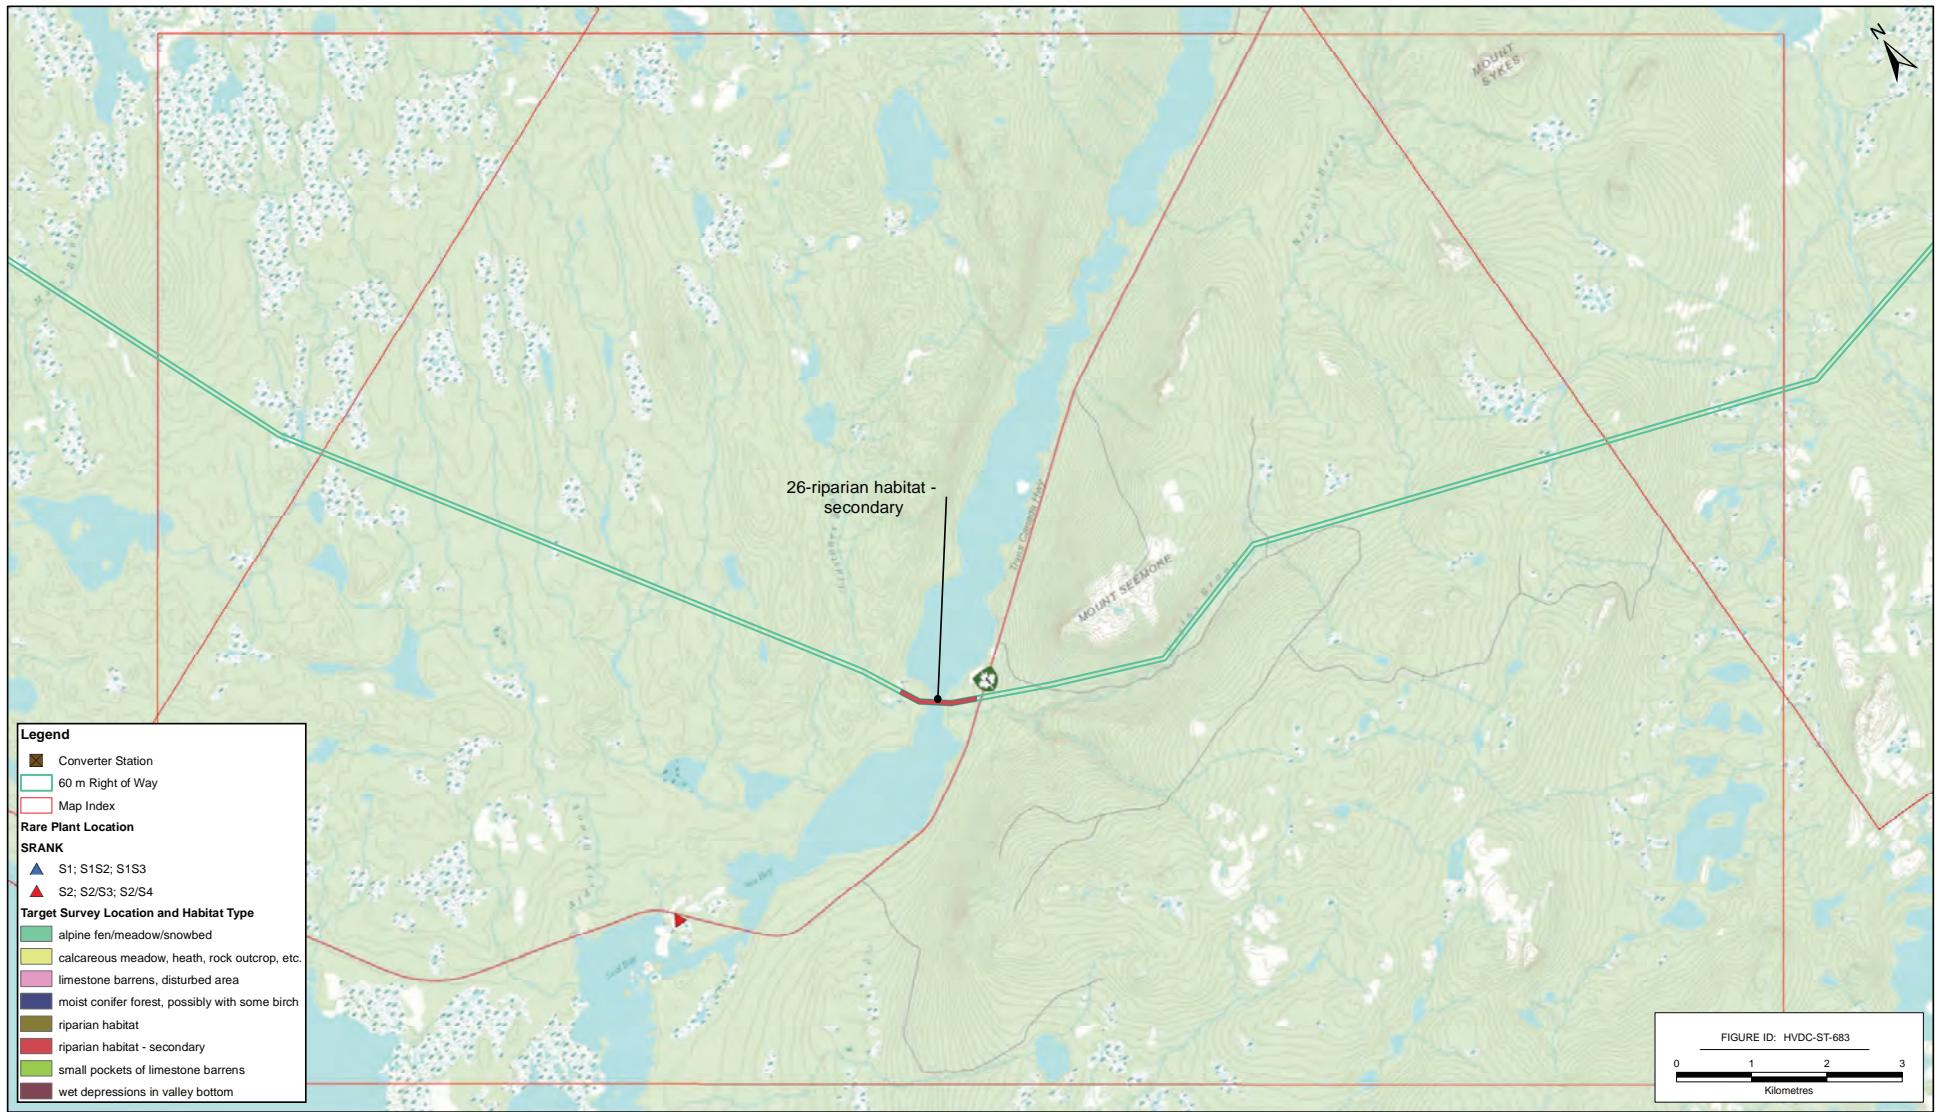 N
MOUNT
SYKES
Trans Canada Hwy
26-riparian habitat -
secondary
MOUNT SEEMORE
Legend
Converter Station
60 m Right of Way
Map Index
Rare Plant Location
SRANK
S1; S1S2; S1S3
S2; S2/S3; S2/S4
Target Survey Location and Habitat Type
alpine fen/meadow/snowbed
calcareous meadow, heath, rock outcrop, etc.
limestone barrens, disturbed area
moist conifer forest, possibly with some birch
riparian habitat
riparian habitat - secondary
small pockets of limestone barrens
wet depressions in valley bottom
South
Seal Bay
FIGURE ID: HVDC-ST-683
0 1 2 3
Kilometres